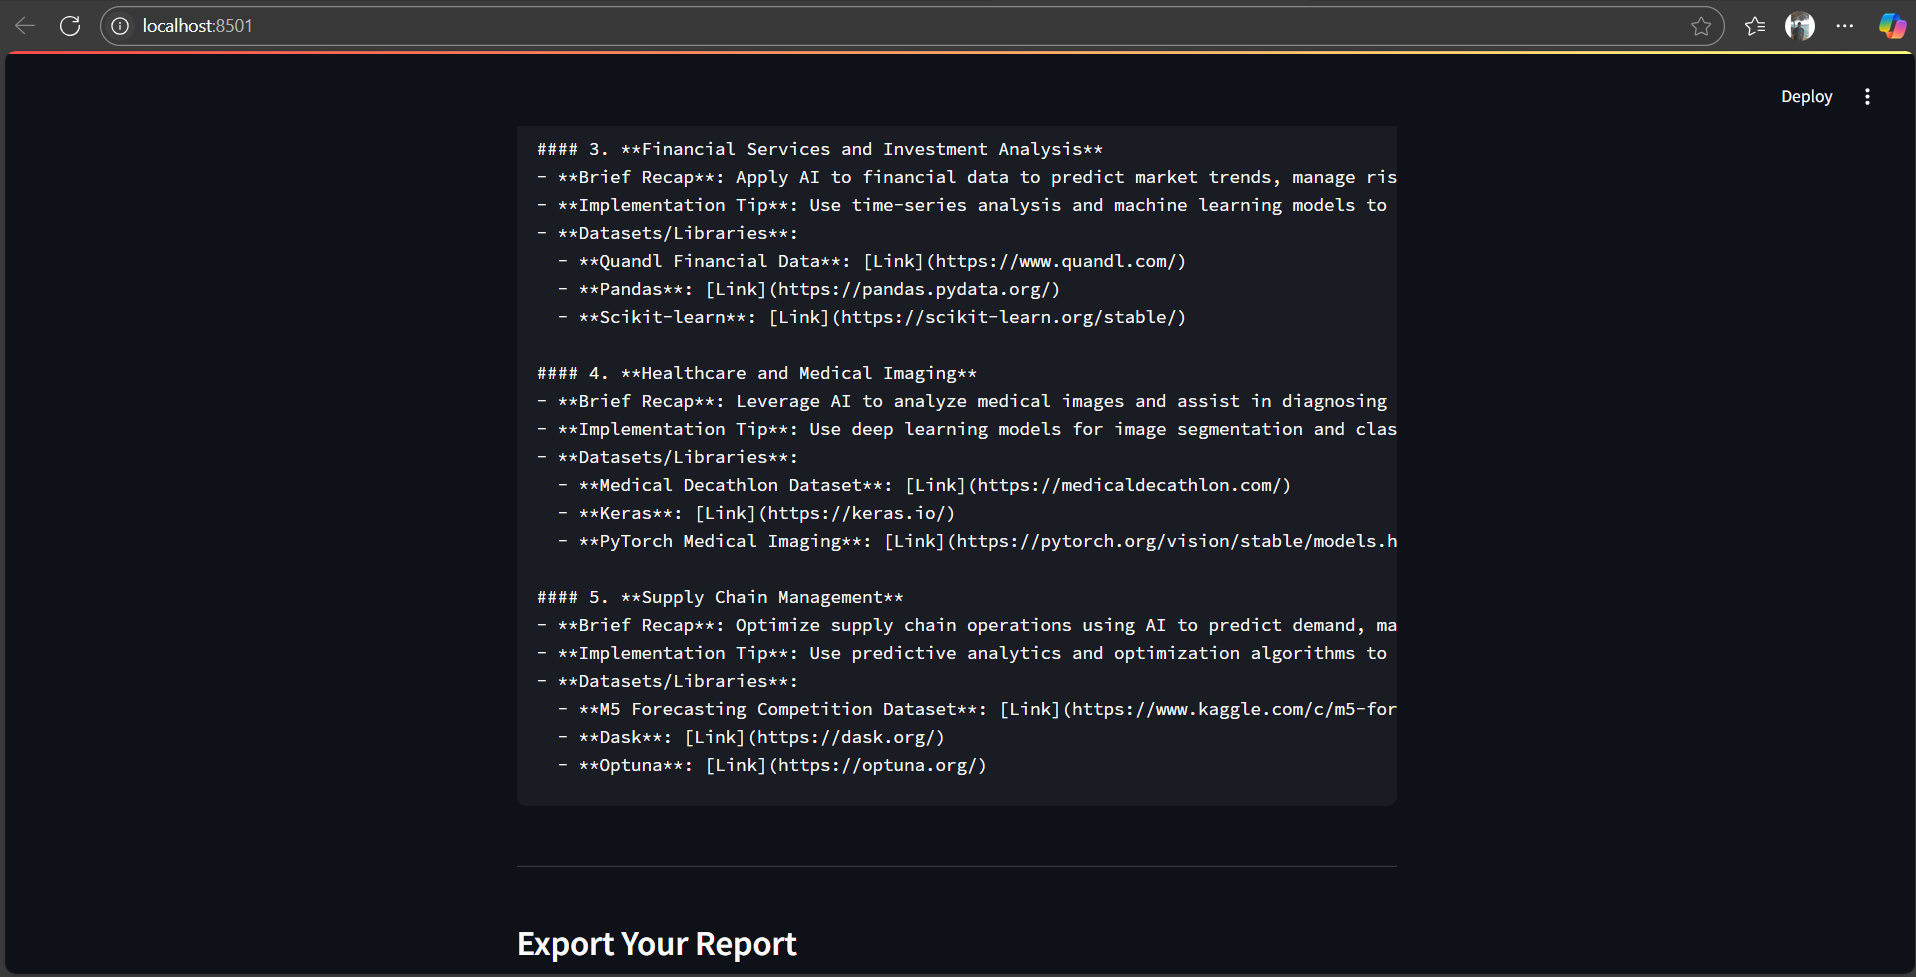 localhost:8501
Deploy
#### 3. **Financial Services and Investment Analysis**
- **Brief Recap**: Apply AI to financial data to predict market trends, manage ris
- **Implementation Tip**: Use time-series analysis and machine learning models to
- **Datasets/Libraries**:
  - **Quandl Financial Data**: [Link](https://www.quandl.com/)
  - **Pandas**: [Link](https://pandas.pydata.org/)
  - **Scikit-learn**: [Link](https://scikit-learn.org/stable/)
#### 4. **Healthcare and Medical Imaging**
- **Brief Recap**: Leverage AI to analyze medical images and assist in diagnosing
- **Implementation Tip**: Use deep learning models for image segmentation and clas
- **Datasets/Libraries**:
  - **Medical Decathlon Dataset**: [Link](https://medicaldecathlon.com/)
  - **Keras**: [Link](https://keras.io/)
  - **PyTorch Medical Imaging**: [Link](https://pytorch.org/vision/stable/models.h
#### 5. **Supply Chain Management**
- **Brief Recap**: Optimize supply chain operations using AI to predict demand, ma
- **Implementation Tip**: Use predictive analytics and optimization algorithms to
- **Datasets/Libraries**:
  - **M5 Forecasting Competition Dataset**: [Link](https://www.kaggle.com/c/m5-for
  - **Dask**: [Link](https://dask.org/)
  - **Optuna**: [Link](https://optuna.org/)
Export Your Report